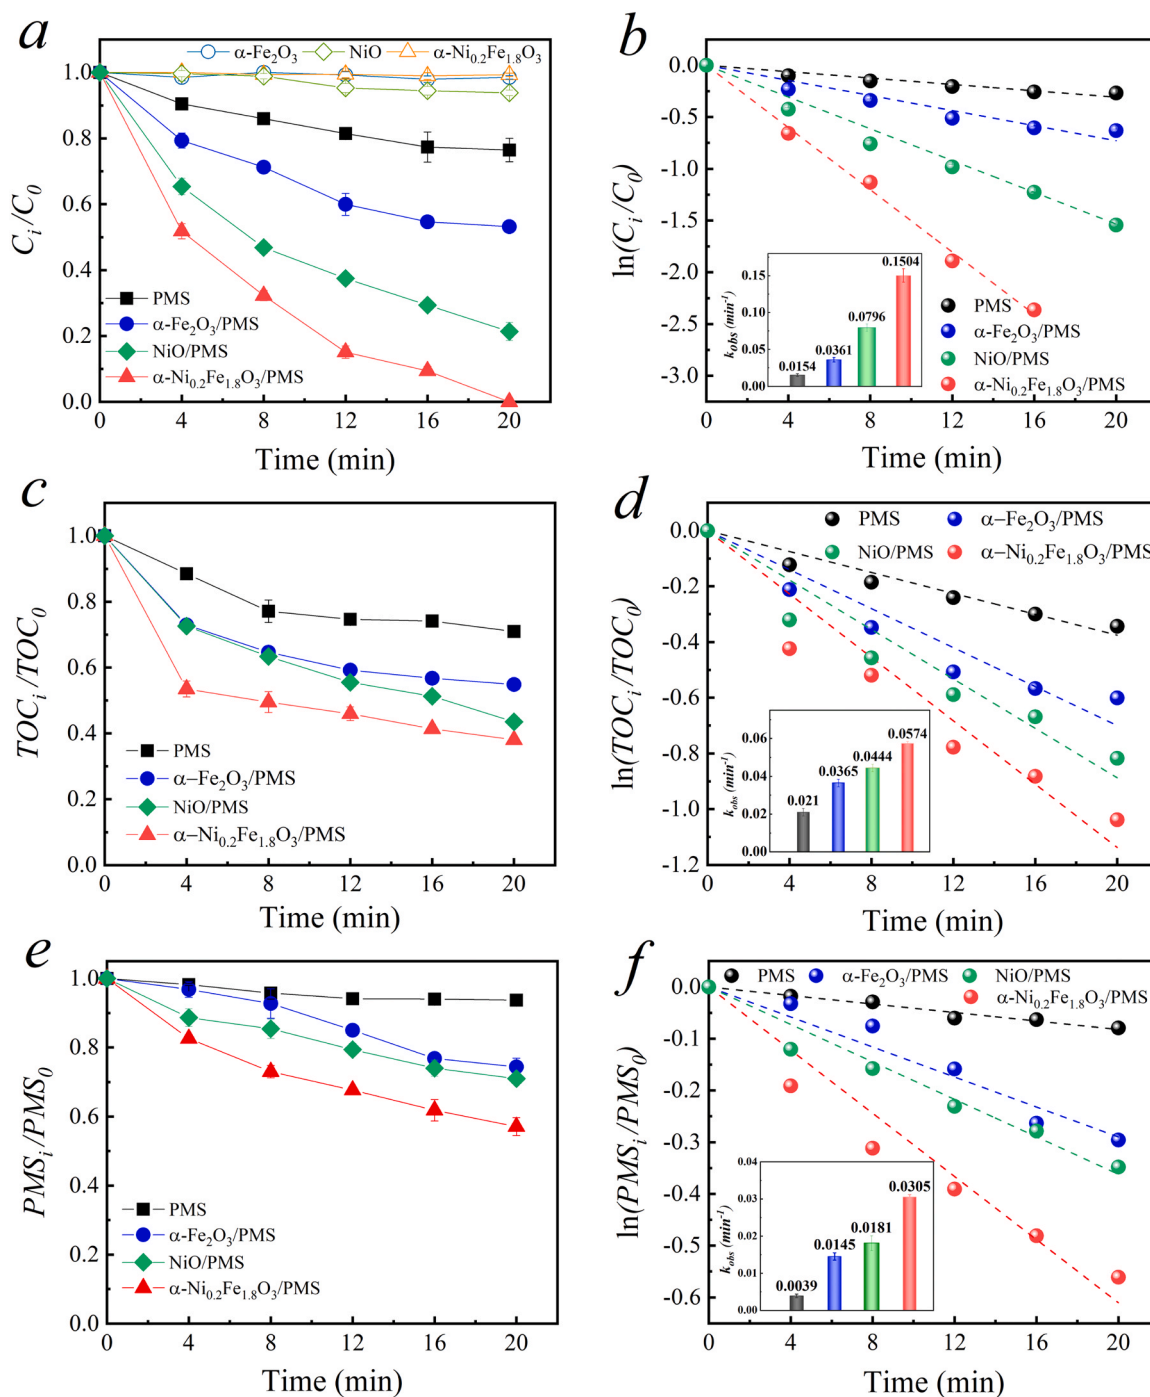 a
α-Fe2O3 NiO α-Ni0.2Fe1.8O3
1.0
0.8
0.6
0.4
0.2
0.0
Ci/C0
PMS
α-Fe2O3/PMS
NiO/PMS
α-Ni0.2Fe1.8O3/PMS
0 4 8 12 16 20
Time (min)
b
0.0
-0.5
-1.0
-1.5
-2.0
-2.5
-3.0
ln(Ci/C0)
0.15
0.10
0.05
0.00
kobs (min-1)
0.0154
0.0361
0.0796
0.1504
PMS
α-Fe2O3/PMS
NiO/PMS
α-Ni0.2Fe1.8O3/PMS
0 4 8 12 16 20
Time (min)
c
1.0
0.8
0.6
0.4
0.2
0.0
TOCi/TOC0
PMS
α–Fe2O3/PMS
NiO/PMS
α–Ni0.2Fe1.8O3/PMS
0 4 8 12 16 20
Time (min)
d
PMS α–Fe2O3/PMS
NiO/PMS α–Ni0.2Fe1.8O3/PMS
0.0
-0.2
-0.4
-0.6
-0.8
-1.0
-1.2
ln(TOCi/TOC0)
0.06
0.04
0.02
0.00
kobs (min-1)
0.021
0.0365
0.0444
0.0574
0 4 8 12 16 20
Time (min)
e
1.0
0.8
0.6
0.4
0.2
0.0
PMSi/PMS0
PMS
α-Fe2O3/PMS
NiO/PMS
α-Ni0.2Fe1.8O3/PMS
0 4 8 12 16 20
Time (min)
f
PMS α-Fe2O3/PMS NiO/PMS
α-Ni0.2Fe1.8O3/PMS
0.0
-0.1
-0.2
-0.3
-0.4
-0.5
-0.6
ln(PMSi/PMS0)
0.04
0.03
0.02
0.01
0.00
kobs (min-1)
0.0039
0.0145
0.0181
0.0305
0 4 8 12 16 20
Time (min)